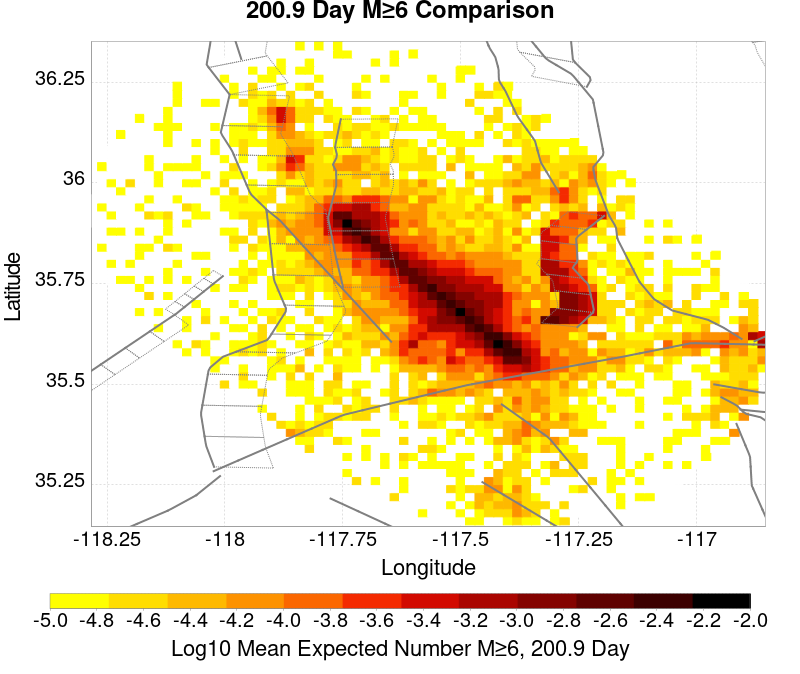 200.9 Day M≥6 Comparison
36.25
36
35.75
35.5
35.25
Latitude
-118.25 -118 -117.75 -117.5 -117.25 -117
Longitude
-5.0 -4.8 -4.6 -4.4 -4.2 -4.0 -3.8 -3.6 -3.4 -3.2 -3.0 -2.8 -2.6 -2.4 -2.2 -2.0
Log10 Mean Expected Number M≥6, 200.9 Day